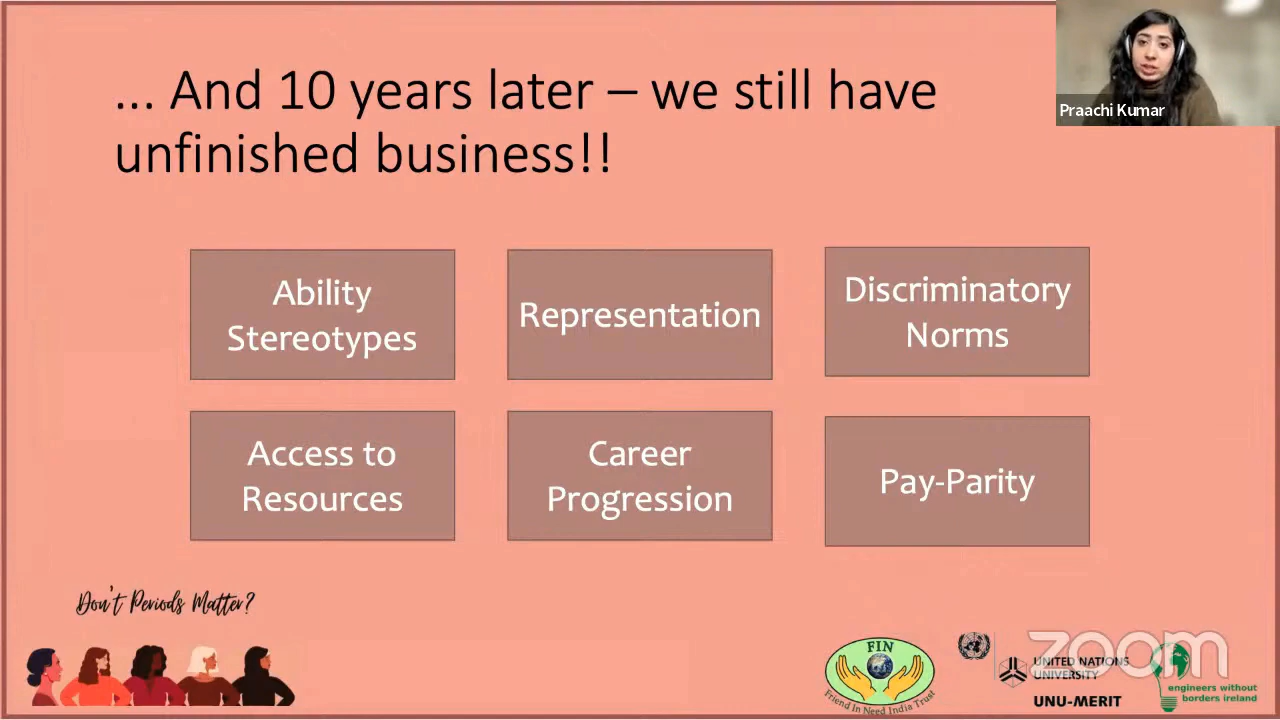 ... And 10 years later – we still have
unfinished business!!
Praachi Kumar
Ability
Stereotypes
Representation
Discriminatory
Norms
Access to
Resources
Career
Progression
Pay-Parity
Don't Periods Matter?
FIN
Friend In Need India Trust
UNITED NATIONS
UNIVERSITY
UNU-MERIT
zoom
engineers without
borders ireland